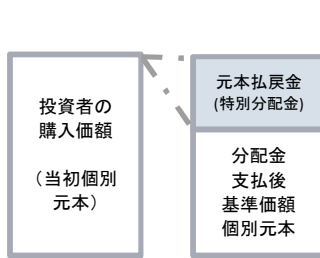 投資者の
購入価額
（当初個別
元本）
元本払戻金
(特別分配金)
分配金
支払後
基準価額
個別元本